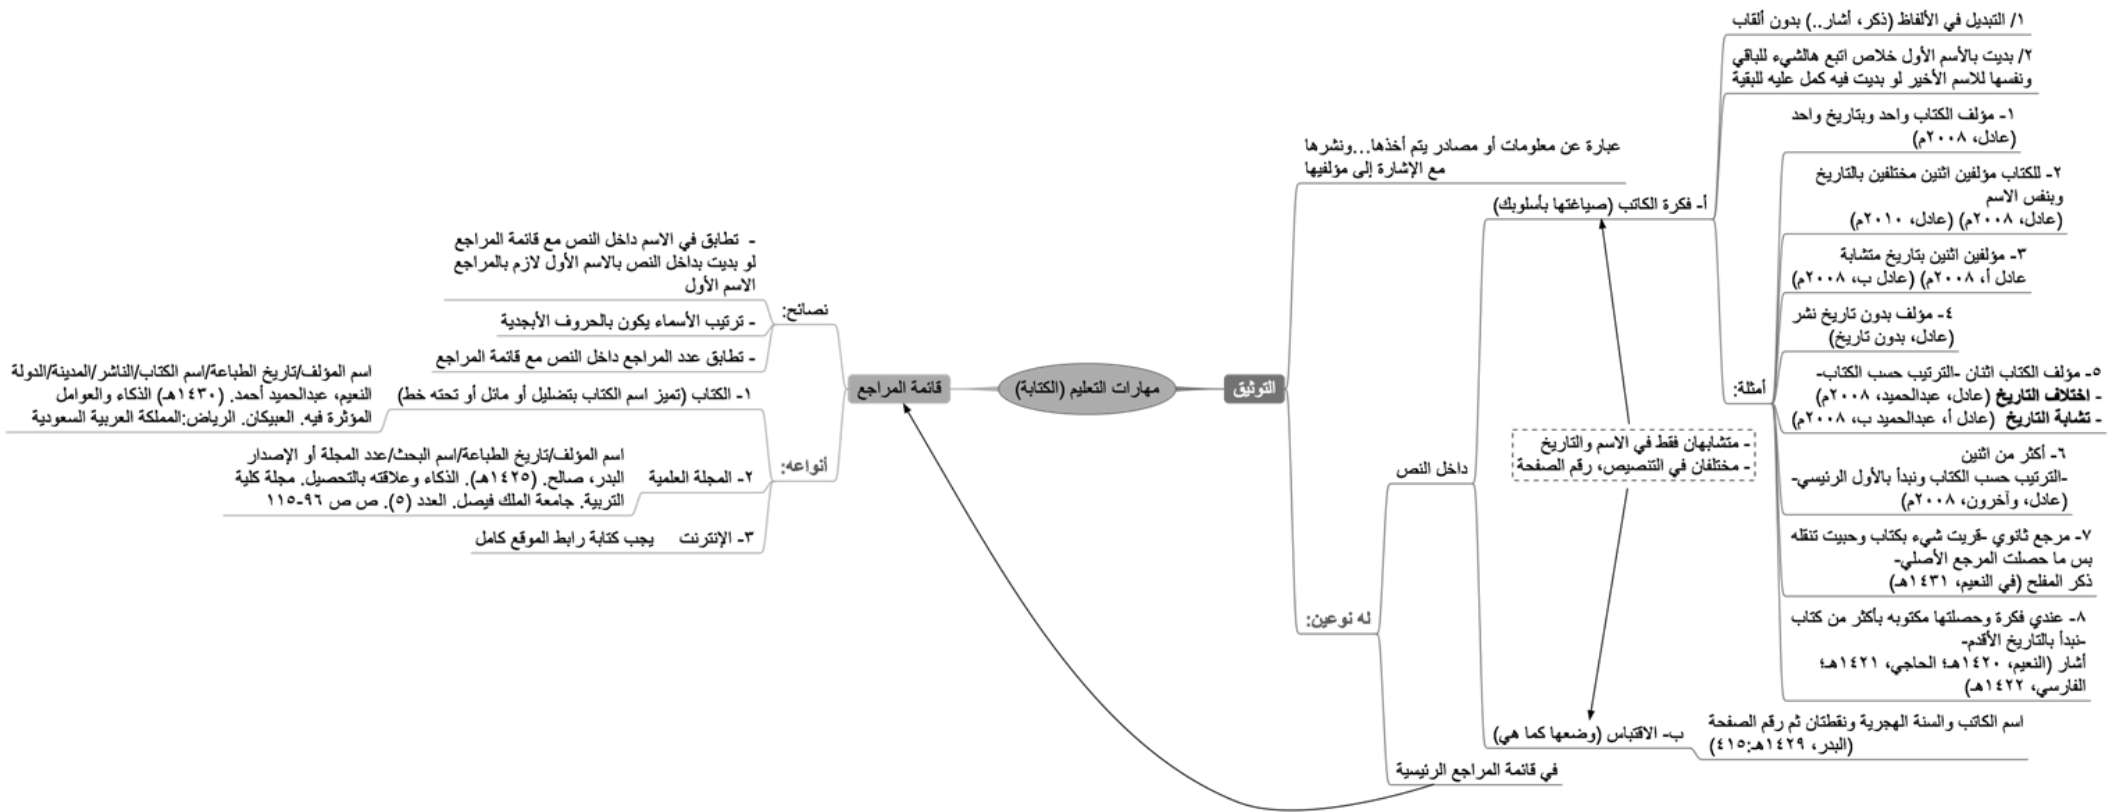 مهارات التعليم (الكتابة)
التوثيق
عبارة عن معلومات أو مصادر يتم أخذها...ونشرها
مع الإشارة إلى مؤلفيها
له نوعين:
داخل النص
أ- فكرة الكاتب (صياغتها بأسلوبك)
١/ التبديل في الألفاظ (ذكر، أشار..) بدون ألقاب
٢/ بديت بالأسم الأول خلاص اتبع هالشيء للباقي
ونفسها للاسم الأخير لو بديت فيه كمل عليه للبقية
أمثلة:
١- مؤلف الكتاب واحد وبتاريخ واحد
(عادل، ٢٠٠٨م)
٢- للكتاب مؤلفين اثنين مختلفين بالتاريخ
وبنفس الاسم
(عادل، ٢٠٠٨م) (عادل، ٢٠١٠م)
٣- مؤلفين اثنين بتاريخ متشابة
عادل أ، ٢٠٠٨م) (عادل ب، ٢٠٠٨م)
٤- مؤلف بدون تاريخ نشر
(عادل، بدون تاريخ)
٥- مؤلف الكتاب اثنان -الترتيب حسب الكتاب-
- اختلاف التاريخ (عادل، عبدالحميد، ٢٠٠٨م)
- تشابة التاريخ (عادل أ، عبدالحميد ب، ٢٠٠٨م)
٦- أكثر من اثنين
-الترتيب حسب الكتاب ونبدأ بالأول الرئيسي-
(عادل، وآخرون، ٢٠٠٨م)
٧- مرجع ثانوي -قريت شيء بكتاب وحبيت تنقله
بس ما حصلت المرجع الأصلي-
ذكر المفلح (في النعيم، ١٤٣١هـ)
٨- عندي فكرة وحصلتها مكتوبه بأكثر من كتاب
-نبدأ بالتاريخ الأقدم-
أشار (النعيم، ١٤٢٠هـ؛ الحاجي، ١٤٢١هـ؛
الفارسي، ١٤٢٢هـ)
- متشابهان فقط في الاسم والتاريخ
- مختلفان في التنصيص، رقم الصفحة
ب- الاقتباس (وضعها كما هي)
اسم الكاتب والسنة الهجرية ونقطتان ثم رقم الصفحة
(البدر، ١٤٢٩هـ:٤١٥)
في قائمة المراجع الرئيسية
قائمة المراجع
نصائح:
- تطابق في الاسم داخل النص مع قائمة المراجع
لو بديت بداخل النص بالاسم الأول لازم بالمراجع
الاسم الأول
- ترتيب الأسماء يكون بالحروف الأبجدية
- تطابق عدد المراجع داخل النص مع قائمة المراجع
أنواعه:
١- الكتاب (تميز اسم الكتاب بتضليل أو مائل أو تحته خط)
اسم المؤلف/تاريخ الطباعة/اسم الكتاب/الناشر/المدينة/الدولة
النعيم، عبدالحميد أحمد. (١٤٣٠هـ) الذكاء والعوامل
المؤثرة فيه. العبيكان. الرياض:المملكة العربية السعودية
٢- المجلة العلمية
اسم المؤلف/تاريخ الطباعة/اسم البحث/عدد المجلة أو الإصدار
البدر، صالح. (١٤٢٥هـ). الذكاء وعلاقته بالتحصيل. مجلة كلية
التربية. جامعة الملك فيصل. العدد (٥). ص ص ٩٦-١١٥
٣- الإنترنت
يجب كتابة رابط الموقع كامل